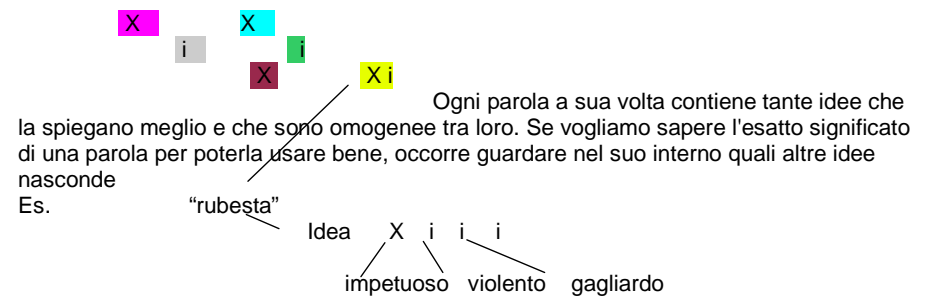 X X
i i
X X i
Ogni parola a sua volta contiene tante idee che
la spiegano meglio e che sono omogenee tra loro. Se vogliamo sapere l'esatto significato
di una parola per poterla usare bene, occorre guardare nel suo interno quali altre idee
nasconde
Es. “rubesta”
Idea X i i i
impetuoso violento gagliardo